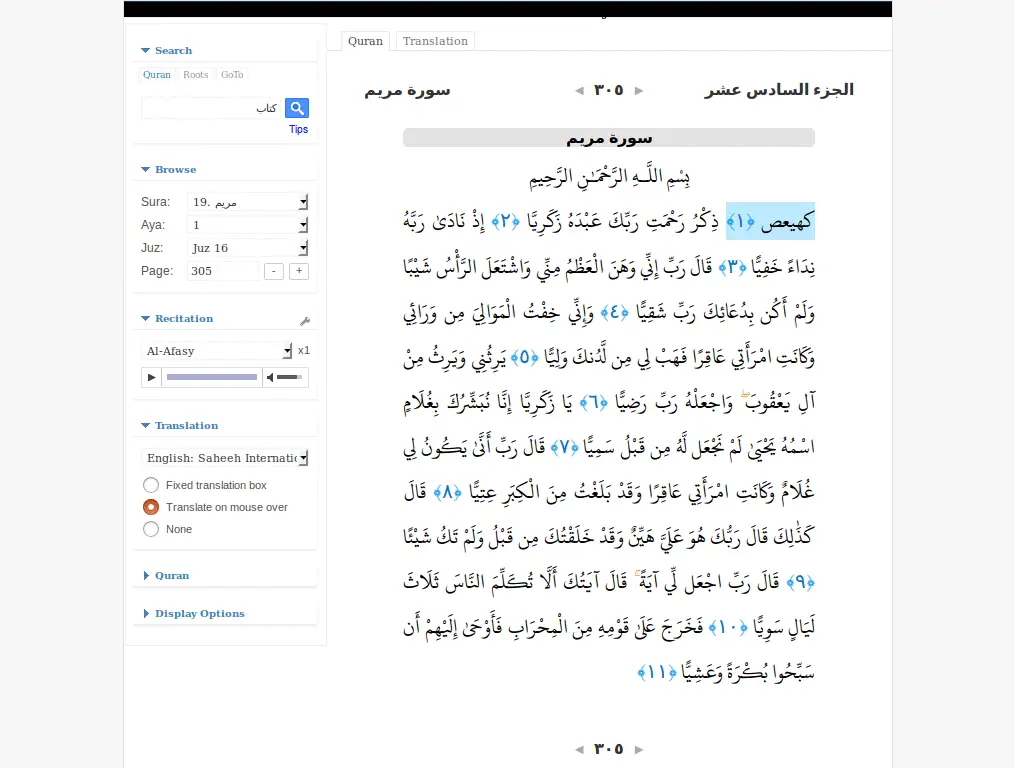 Search
Quran Roots GoTo
كتاب
Tips
Browse
Sura: 19. مريم
Aya: 1
Juz: Juz 16
Page: 305 - +
Recitation
Al-Afasy x1
Translation
English: Saheeh Internatic
Fixed translation box
Translate on mouse over
None
Quran
Display Options
Quran Translation
الجزء السادس عشر ◄ ٣٠٥ ► سورة مريم
سورة مريم
بِسْمِ اللَّـهِ الرَّحْمَـٰنِ الرَّحِيمِ
كهيعص ﴿١﴾ ذِكْرُ رَحْمَتِ رَبِّكَ عَبْدَهُ زَكَرِيَّا ﴿٢﴾ إِذْ نَادَىٰ رَبَّهُ
نِدَاءً خَفِيًّا ﴿٣﴾ قَالَ رَبِّ إِنِّي وَهَنَ الْعَظْمُ مِنِّي وَاشْتَعَلَ الرَّأْسُ شَيْبًا
وَلَمْ أَكُن بِدُعَائِكَ رَبِّ شَقِيًّا ﴿٤﴾ وَإِنِّي خِفْتُ الْمَوَالِيَ مِن وَرَائِي
وَكَانَتِ امْرَأَتِي عَاقِرًا فَهَبْ لِي مِن لَّدُنكَ وَلِيًّا ﴿٥﴾ يَرِثُنِي وَيَرِثُ مِنْ
آلِ يَعْقُوبَ ۖ وَاجْعَلْهُ رَبِّ رَضِيًّا ﴿٦﴾ يَا زَكَرِيَّا إِنَّا نُبَشِّرُكَ بِغُلَامٍ
اسْمُهُ يَحْيَىٰ لَمْ نَجْعَل لَّهُ مِن قَبْلُ سَمِيًّا ﴿٧﴾ قَالَ رَبِّ أَنَّىٰ يَكُونُ لِي
غُلَامٌ وَكَانَتِ امْرَأَتِي عَاقِرًا وَقَدْ بَلَغْتُ مِنَ الْكِبَرِ عِتِيًّا ﴿٨﴾ قَالَ
كَذَٰلِكَ قَالَ رَبُّكَ هُوَ عَلَيَّ هَيِّنٌ وَقَدْ خَلَقْتُكَ مِن قَبْلُ وَلَمْ تَكُ شَيْئًا
﴿٩﴾ قَالَ رَبِّ اجْعَل لِّي آيَةً ۚ قَالَ آيَتُكَ أَلَّا تُكَلِّمَ النَّاسَ ثَلَاثَ
لَيَالٍ سَوِيًّا ﴿١٠﴾ فَخَرَجَ عَلَىٰ قَوْمِهِ مِنَ الْمِحْرَابِ فَأَوْحَىٰ إِلَيْهِمْ أَن
سَبِّحُوا بُكْرَةً وَعَشِيًّا ﴿١١﴾
◄ ٣٠٥ ►